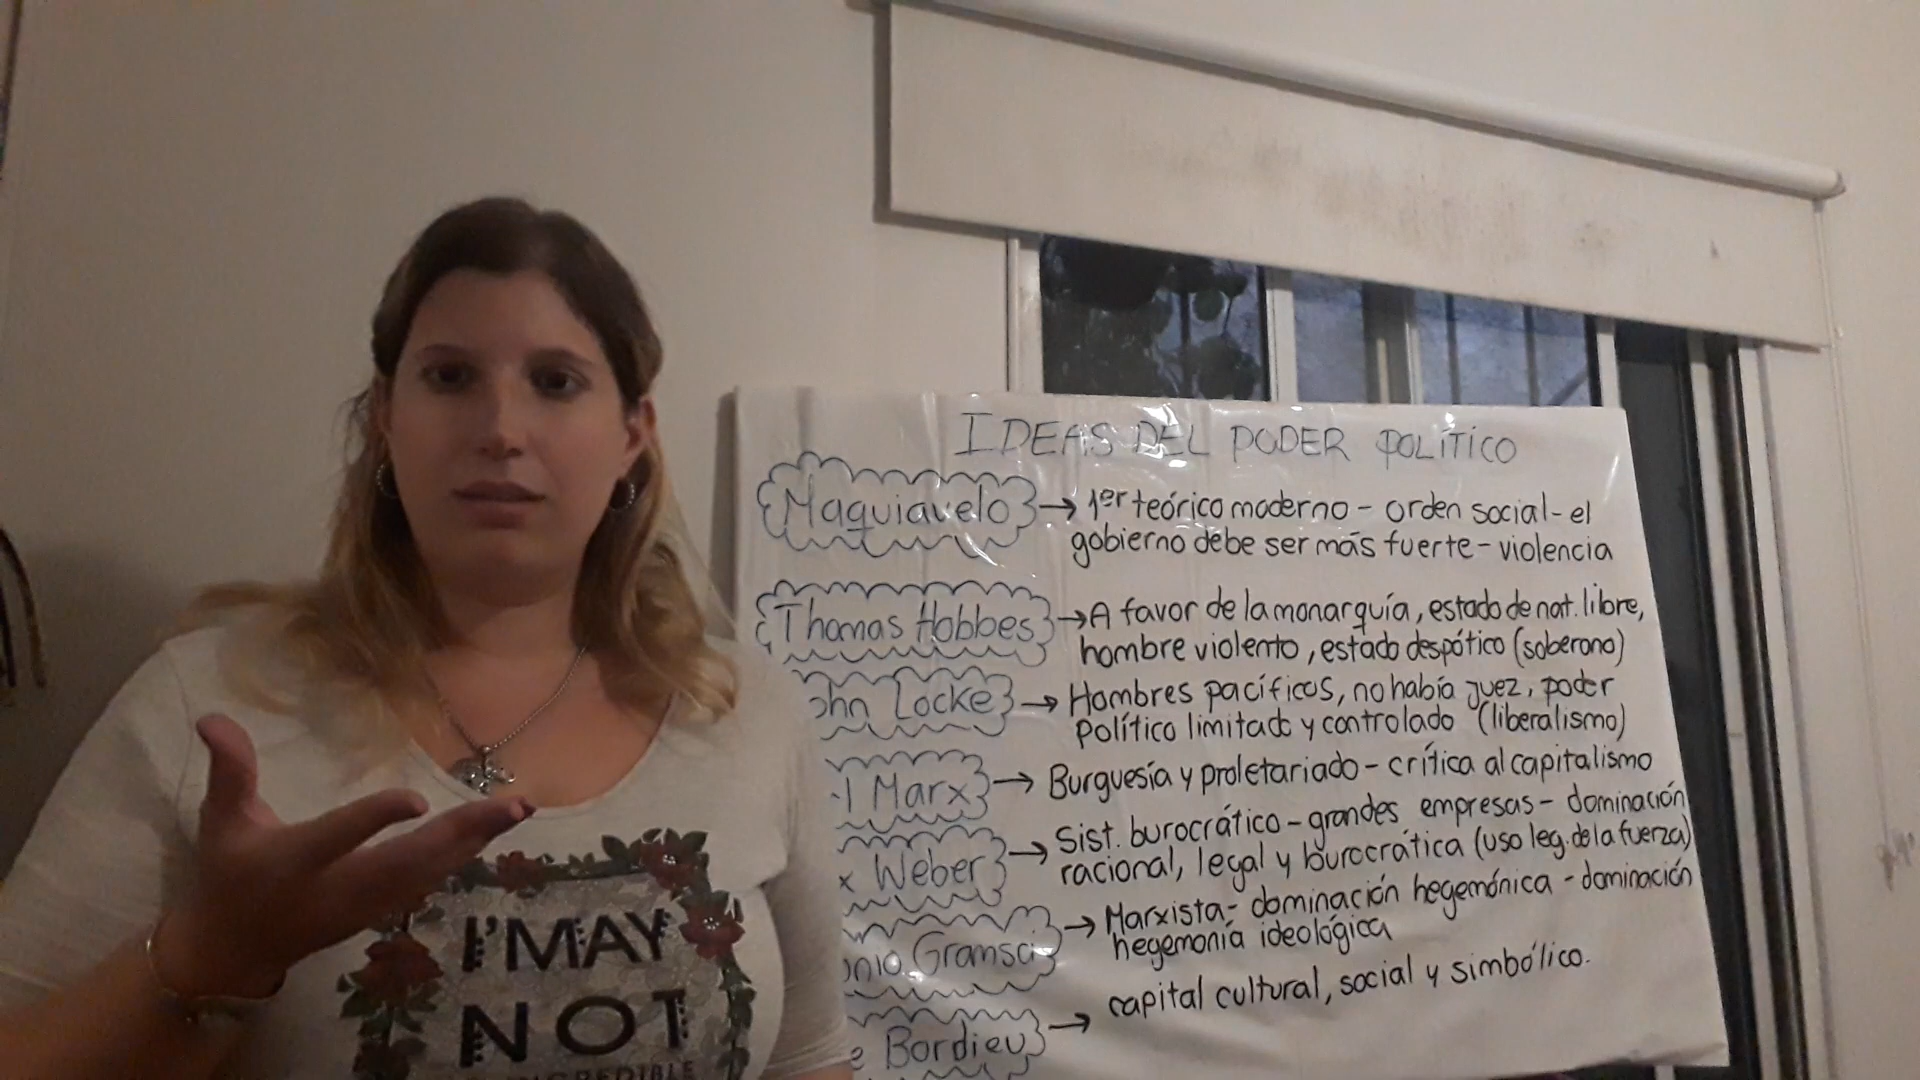 IDEAS DEL PODER POLÍTICO
Maquiavelo → 1er teórico moderno - orden social - el
gobierno debe ser más fuerte - violencia
Thomas Hobbes → A favor de la monarquía, estado de nat. libre,
hombre violento, estado despótico (soberano)
ohn Locke → Hombres pacíficos, no había juez, poder
Político limitado y controlado (liberalismo)
l Marx → Burguesía y proletariado - crítica al capitalismo
x Weber → Sist. burocrático - grandes empresas - dominación
racional, legal y burocrática (uso leg. de la fuerza)
onio Gramsci → Marxista - dominación hegemónica - dominación
hegemonía ideológica
e Bordieu → capital cultural, social y simbólico.
I'MAY
NOT
INCREDIBLE